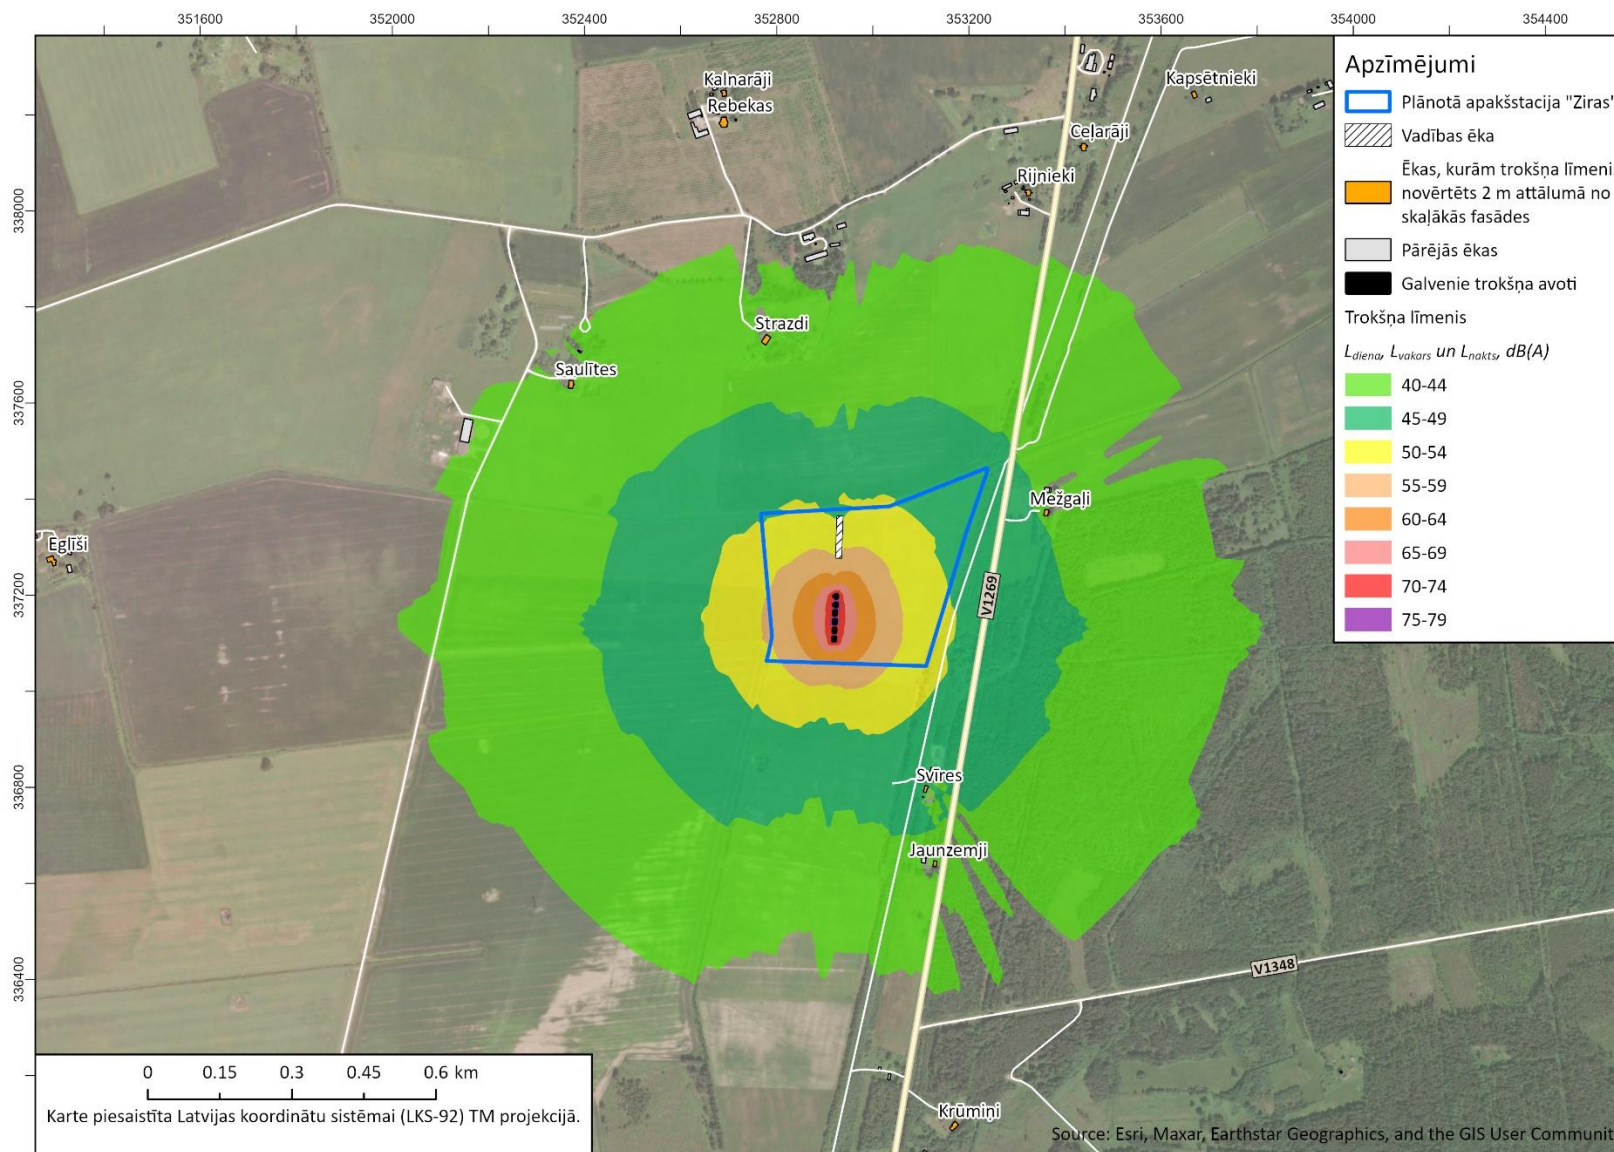 351600
352000
352400
352800
353200
353600
354000
354400
338000
337600
337200
336800
336400
Kalnarāji
Rebekas
Kapsētnieki
Ceļarāji
Rijnieki
Strazdi
Saulītes
Mežgaļi
Eglīši
V1269
Svīres
Jaunzemji
V1348
Krūmiņi
Apzīmējumi
Plānotā apakšstacija "Ziras"
Vadības ēka
Ēkas, kurām trokšņa līmenis
novērtēts 2 m attālumā no
skaļākās fasādes
Pārējās ēkas
Galvenie trokšņa avoti
Trokšņa līmenis
Ldiena, Lvakars un Lnakts, dB(A)
40-44
45-49
50-54
55-59
60-64
65-69
70-74
75-79
0 0.15 0.3 0.45 0.6 km
Karte piesaistīta Latvijas koordinātu sistēmai (LKS-92) TM projekcijā.
Source: Esri, Maxar, Earthstar Geographics, and the GIS User Communit